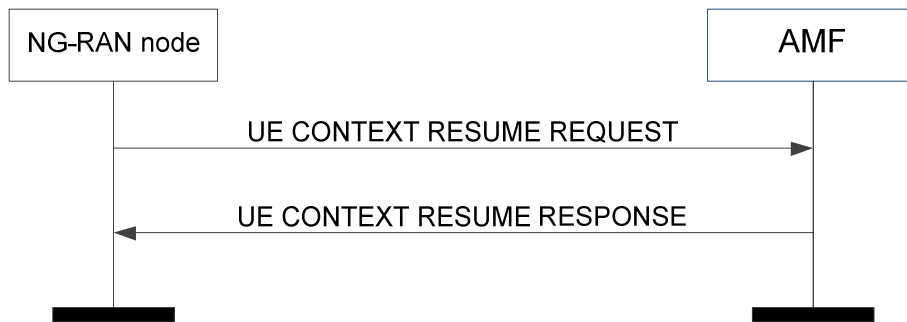 NG-RAN node
AMF
UE CONTEXT RESUME REQUEST
UE CONTEXT RESUME RESPONSE